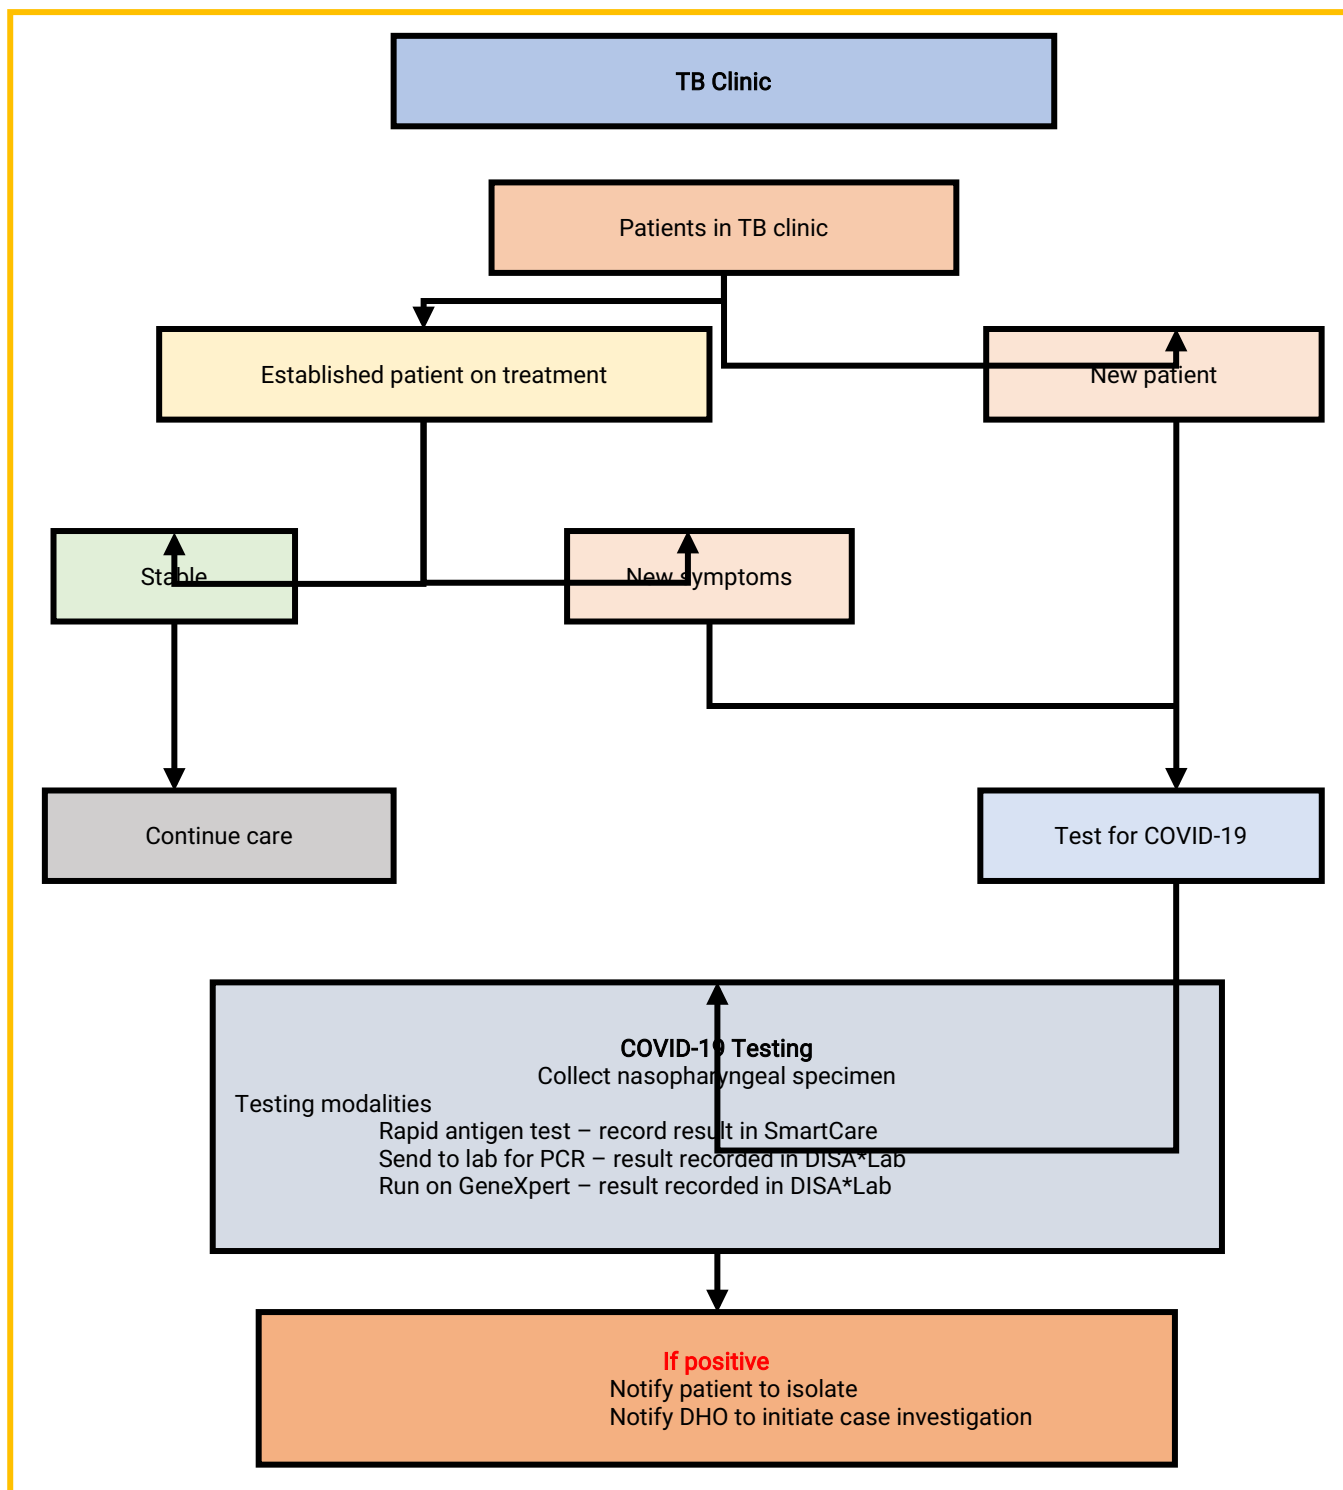 TB Clinic
Patients in TB clinic
Established patient on treatment
New patient
Stable
New symptoms
Continue care
Test for COVID-19
COVID-19 Testing
Collect nasopharyngeal specimen
Testing modalities
Rapid antigen test – record result in SmartCare
Send to lab for PCR – result recorded in DISA*Lab
Run on GeneXpert – result recorded in DISA*Lab
If positive
Notify patient to isolate
Notify DHO to initiate case investigation